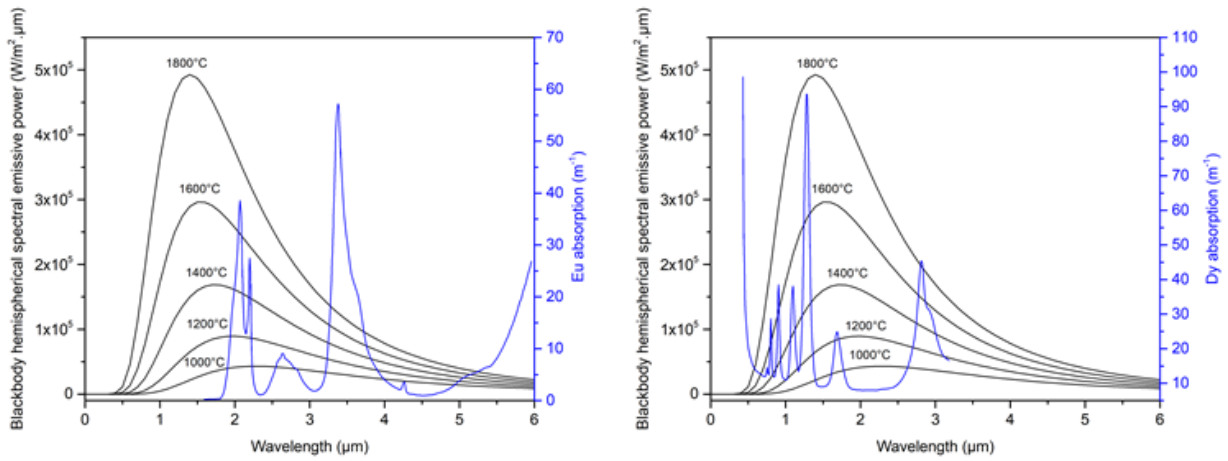 Blackbody hemispherical spectral emissive power (W/m².µm)
5x10⁵
4x10⁵
3x10⁵
2x10⁵
1x10⁵
0
1800°C
1600°C
1400°C
1200°C
1000°C
70
60
50
40
30
20
10
0
Eu absorption (m⁻¹)
0 1 2 3 4 5 6
Wavelength (µm)
Blackbody hemispherical spectral emissive power (W/m².µm)
5x10⁵
4x10⁵
3x10⁵
2x10⁵
1x10⁵
0
1800°C
1600°C
1400°C
1200°C
1000°C
110
100
90
80
70
60
50
40
30
20
10
Dy absorption (m⁻¹)
0 1 2 3 4 5 6
Wavelength (µm)